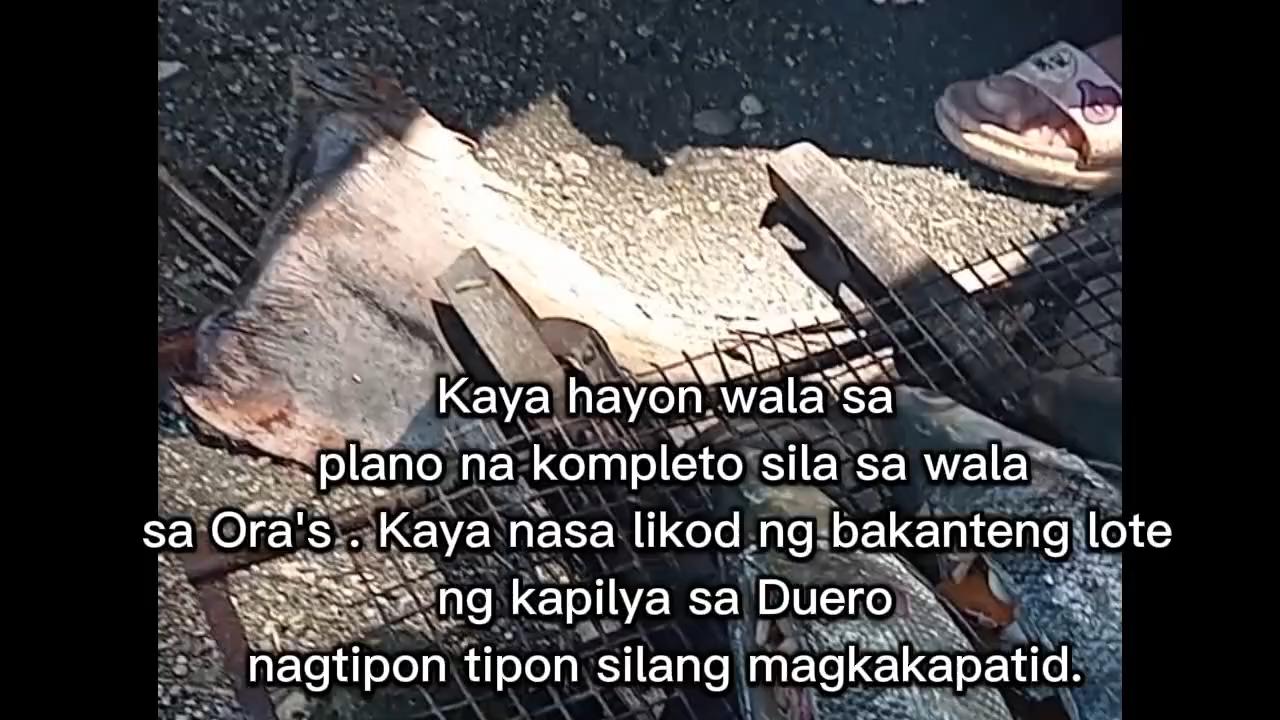 Kaya hayon wala sa
plano na kompleto sila sa wala
sa Ora's . Kaya nasa likod ng bakanteng lote
ng kapilya sa Duero
nagtipon tipon silang magkakapatid.